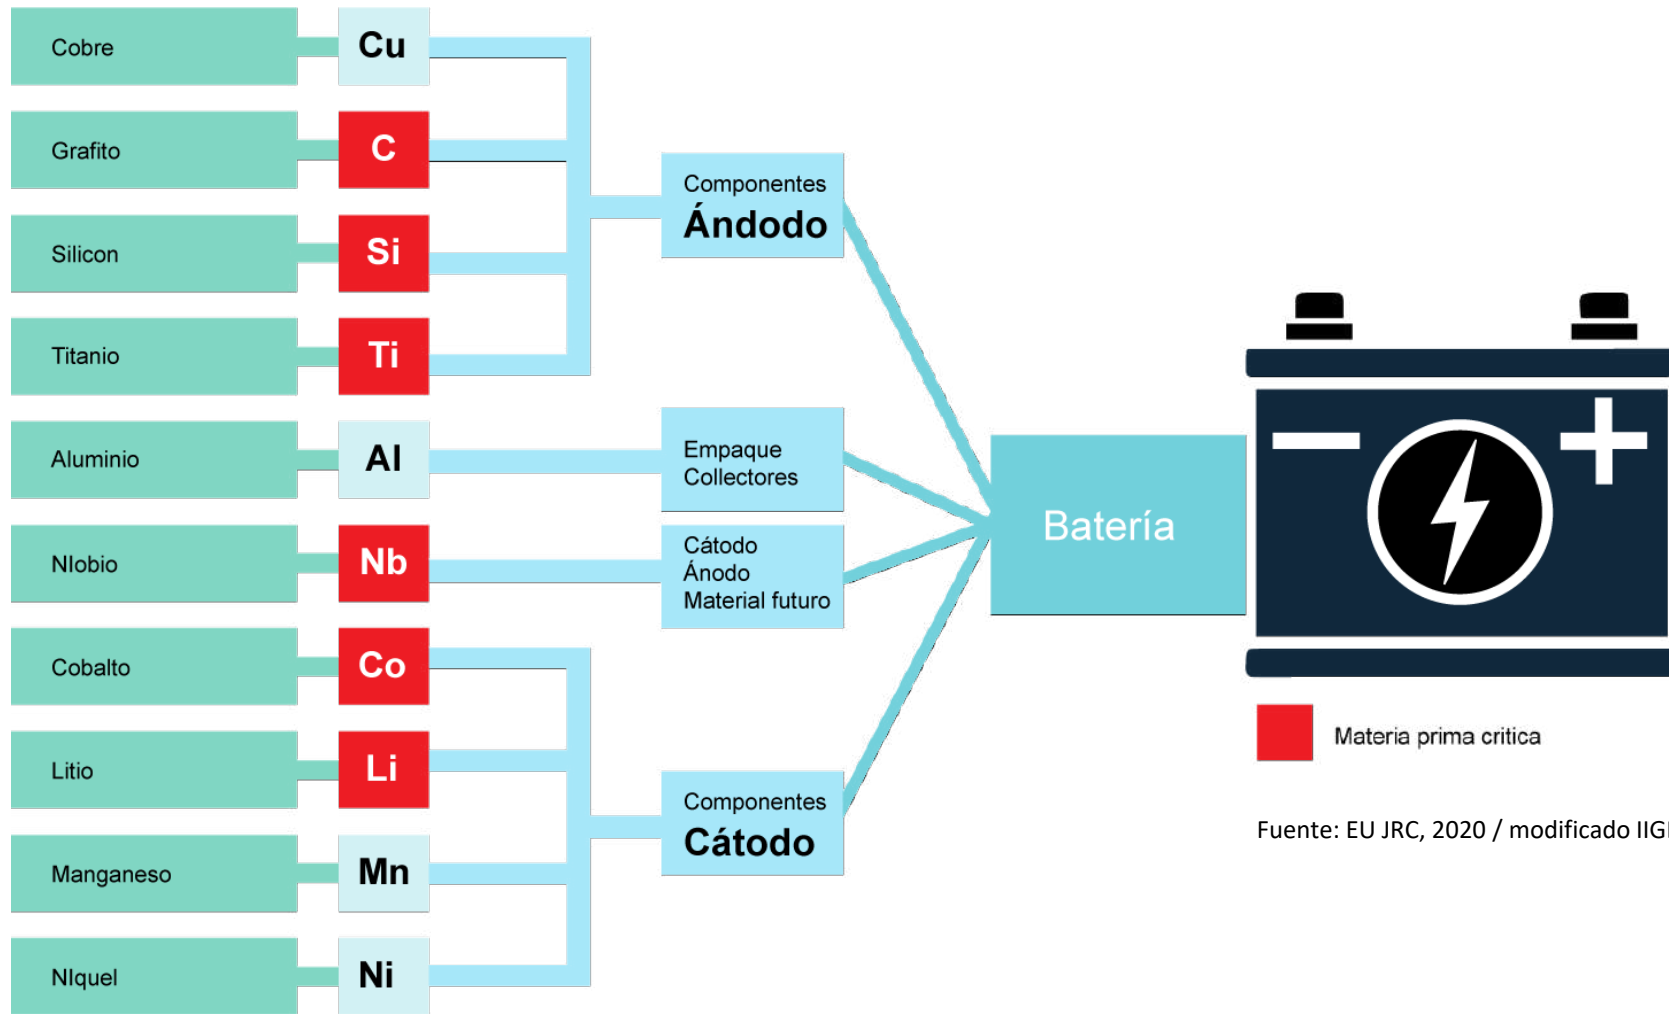 Cobre
Cu
Grafito
C
Silicon
Si
Titanio
Ti
Aluminio
Al
NIobio
Nb
Cobalto
Co
Litio
Li
Manganeso
Mn
NIquel
Ni
Componentes
Ándodo
Empaque
Collectores
Cátodo
Ánodo
Material futuro
Componentes
Cátodo
Batería
Materia prima critica
Fuente: EU JRC, 2020 / modificado